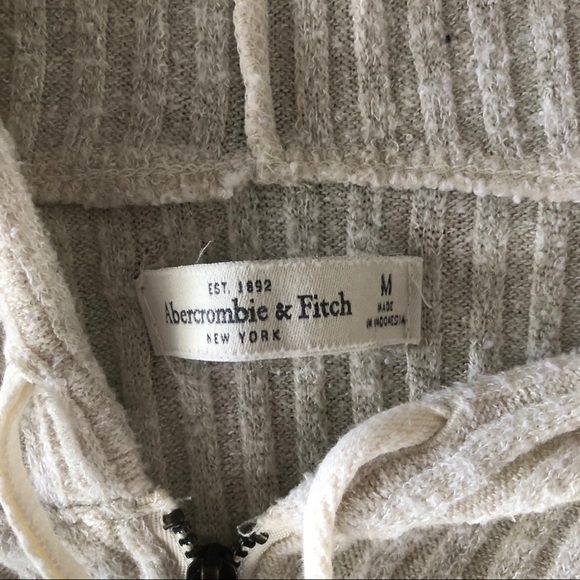 EST. 1892
Abercrombie & Fitch
NEW YORK
M
MADE
IN INDONESIA